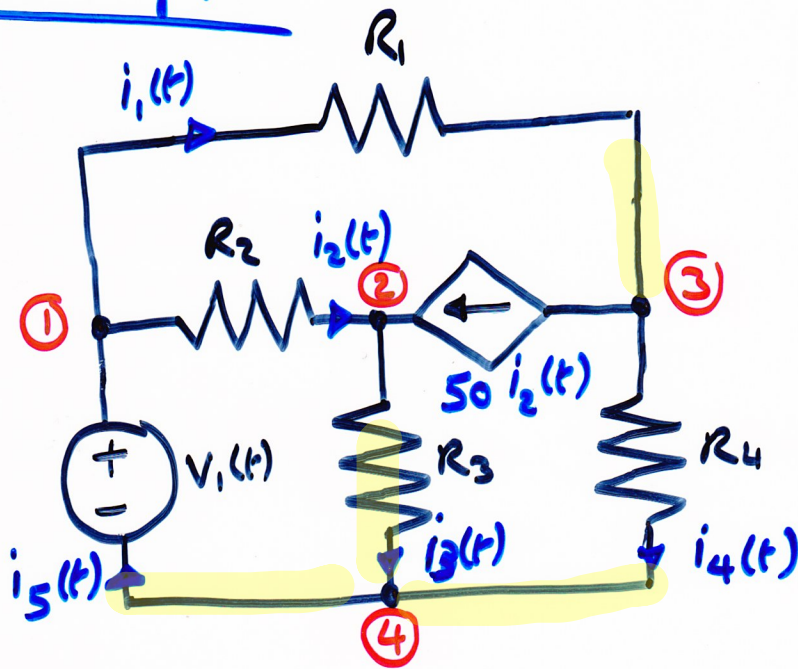 R1
i1(t)
R2
i2(t)
2
3
1
50 i2(t)
+
−
V1(t)
R3
R4
i3(t)
i4(t)
i5(t)
4